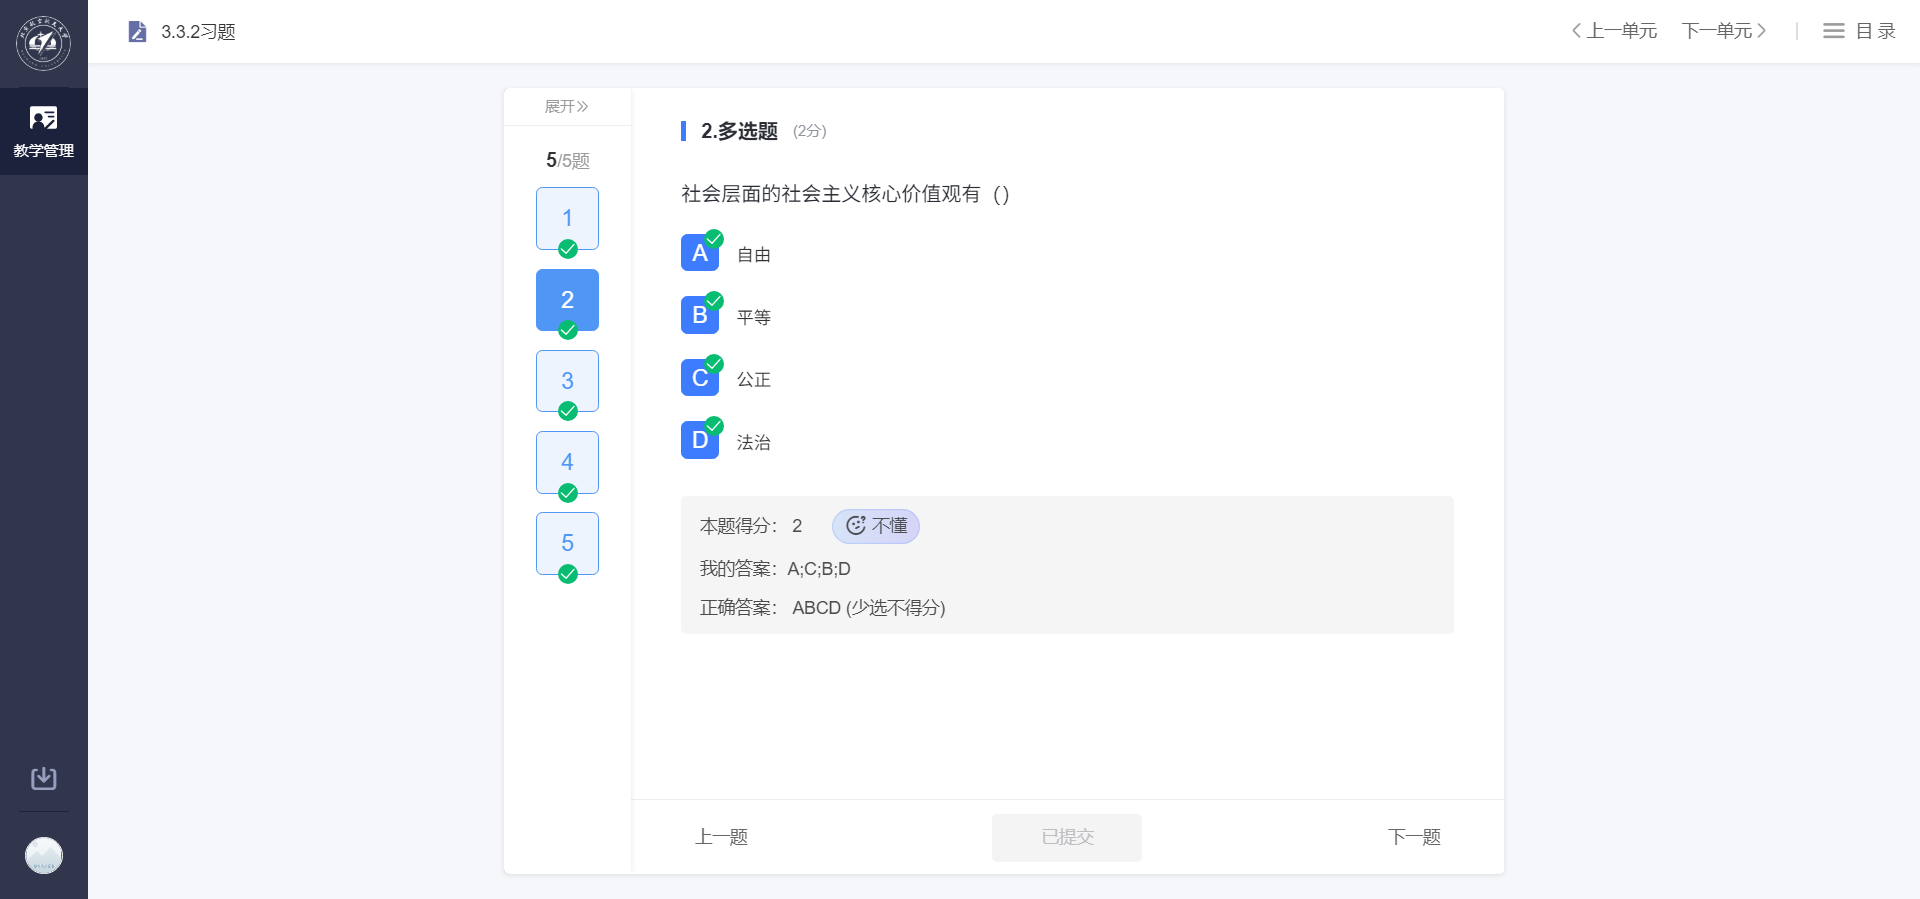 3.3.2习题
上一单元 下一单元 目录
教学管理
展开
5/5题
1
2
3
4
5
2.多选题 (2分)
社会层面的社会主义核心价值观有（）
A 自由
B 平等
C 公正
D 法治
本题得分： 2 不懂
我的答案：A;C;B;D
正确答案： ABCD (少选不得分)
上一题 已提交 下一题